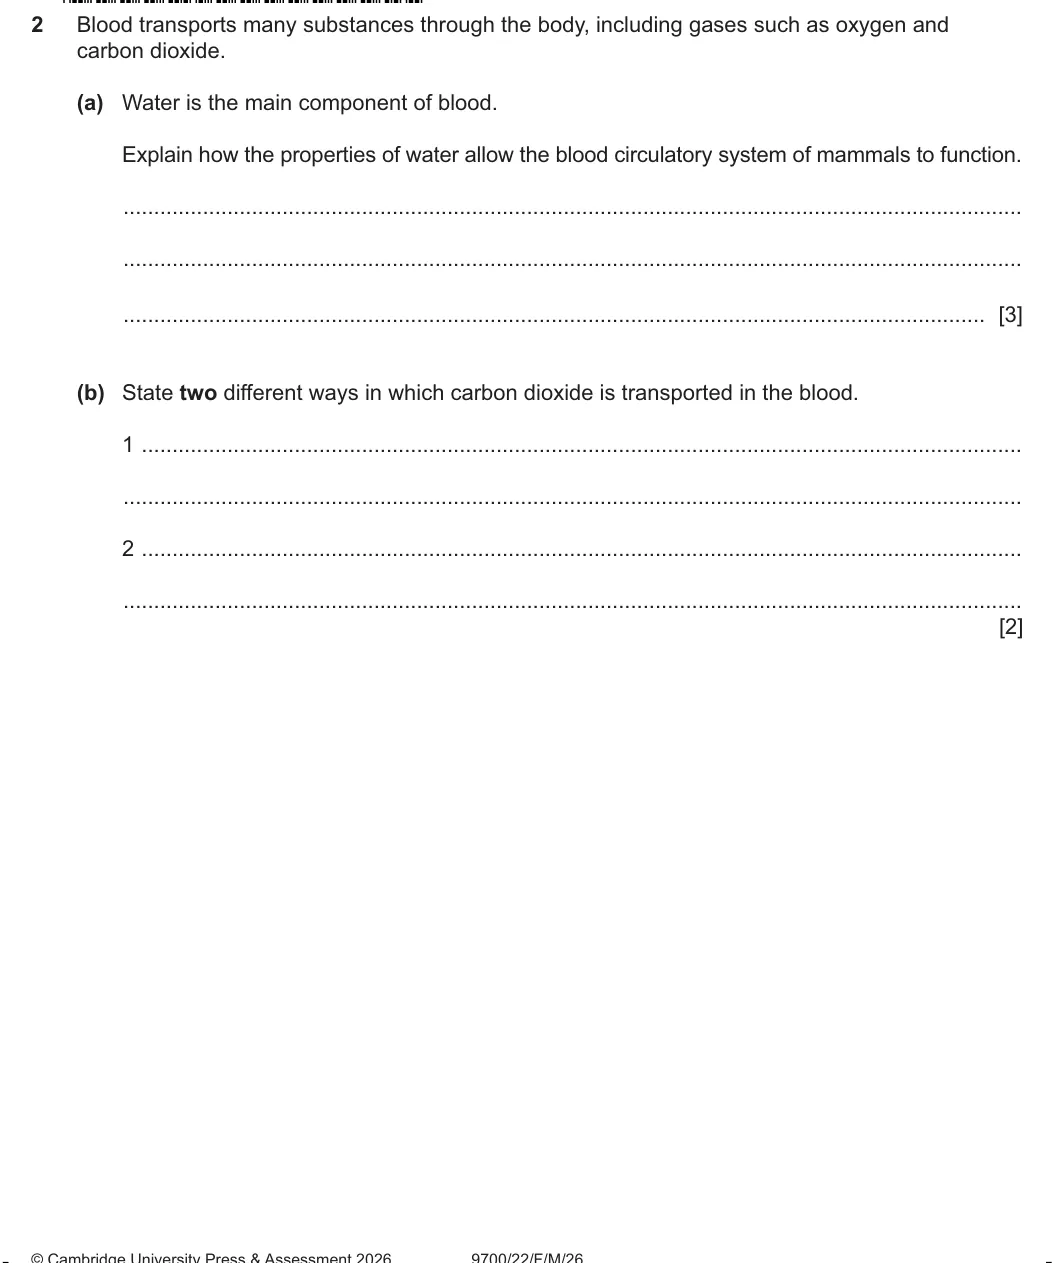 2 Blood transports many substances through the body, including gases such as oxygen and
carbon dioxide.
(a) Water is the main component of blood.
Explain how the properties of water allow the blood circulatory system of mammals to function.
...................................................................................................................................................
...................................................................................................................................................
............................................................................................................................................. [3]
(b) State two different ways in which carbon dioxide is transported in the blood.
1 ................................................................................................................................................
...................................................................................................................................................
2 ................................................................................................................................................
...................................................................................................................................................
[2]
© Cambridge University Press & Assessment 2026 9700/22/F/M/26